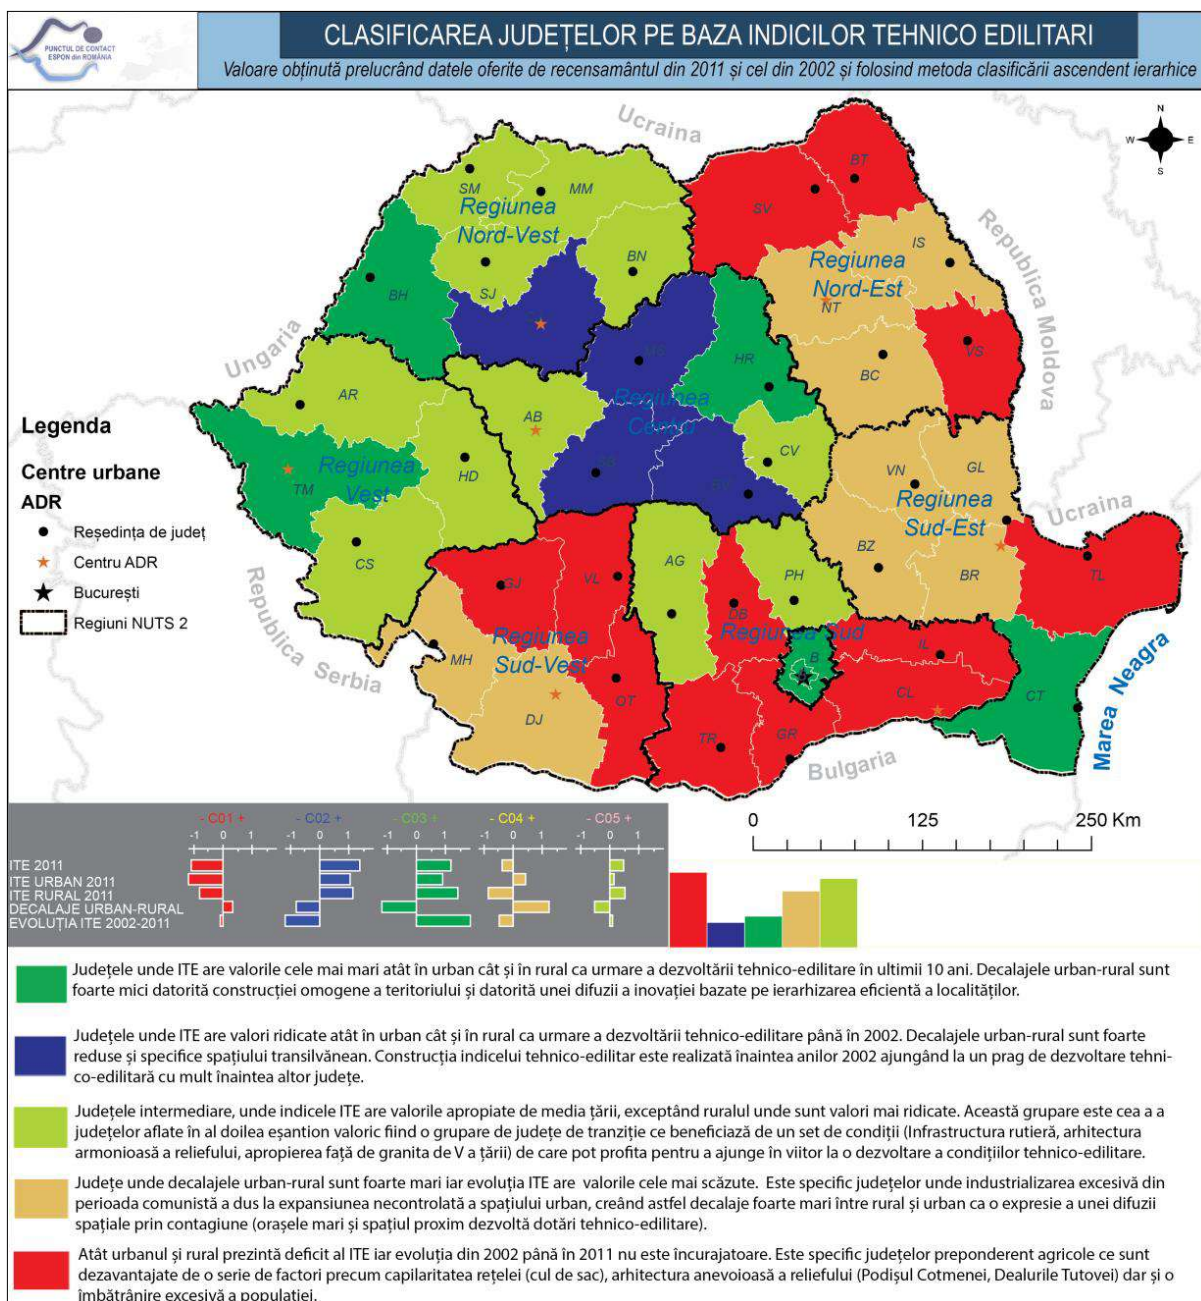 PUNCTUL DE CONTACT
ESPON din ROMÂNIA
CLASIFICAREA JUDEȚELOR PE BAZA INDICILOR TEHNICO EDILITARI
Valoare obținută prelucrând datele oferite de recensamântul din 2011 și cel din 2002 și folosind metoda clasificării ascendent ierarhice
Ucraina
N
W E
S
BT
SV
SM
MM
Regiunea
Nord-Vest
IS
Republica Moldova
BN
Regiunea
Nord-Est
BH
SJ
NT
Ungaria
MS
HR
VS
BC
AR
Regiunea
Centru
AB
Legenda
Centre urbane
ADR
Reședința de județ
Centru ADR
București
Regiuni NUTS 2
HD
Regiunea
Vest
TM
CV
VN
GL
Regiunea
Sud-Est
Ucraina
CS
AG
BZ
BR
PH
TL
GJ
VL
DB
Republica Serbia
Regiunea
Sud-Vest
Regiunea Sud
MH
B
IL
OT
CL
CT
Marea Neagra
DJ
TR
GR
Bulgaria
- C01 + - C02 + - C03 + - C04 + - C05 +
-1 0 1 -1 0 1 -1 0 1 -1 0 1 -1 0 1
0 125 250 Km
ITE 2011
ITE URBAN 2011
ITE RURAL 2011
DECALAJE URBAN-RURAL
EVOLUȚIA ITE 2002-2011
Județele unde ITE are valorile cele mai mari atât în urban cât și în rural ca urmare a dezvoltării tehnico-edilitare în ultimii 10 ani. Decalajele urban-rural sunt
foarte mici datorită construcției omogene a teritoriului și datorită unei difuzii a inovației bazate pe ierarhizarea eficientă a localităților.
Județele unde ITE are valori ridicate atât în urban cât și în rural ca urmare a dezvoltării tehnico-edilitare până în 2002. Decalajele urban-rural sunt foarte
reduse și specifice spațiului transilvănean. Construcția indicelui tehnico-edilitar este realizată înaintea anilor 2002 ajungând la un prag de dezvoltare tehni-
co-edilitară cu mult înaintea altor județe.
Județele intermediare, unde indicele ITE are valorile apropiate de media țării, exceptând ruralul unde sunt valori mai ridicate. Această grupare este cea a a
județelor aflate în al doilea eșantion valoric fiind o grupare de județe de tranziție ce beneficiază de un set de condiții (Infrastructura rutieră, arhitectura
armonioasă a reliefului, apropierea față de granita de V a țării) de care pot profita pentru a ajunge în viitor la o dezvoltare a condițiilor tehnico-edilitare.
Județe unde decalajele urban-rural sunt foarte mari iar evoluția ITE are valorile cele mai scăzute. Este specific județelor unde industrializarea excesivă din
perioada comunistă a dus la expansiunea necontrolată a spațiului urban, creând astfel decalaje foarte mari între rural și urban ca o expresie a unei difuzii
spațiale prin contagiune (orașele mari și spațiul proxim dezvoltă dotări tehnico-edilitare).
Atât urbanul și rural prezintă deficit al ITE iar evoluția din 2002 până în 2011 nu este încurajatoare. Este specific județelor preponderent agricole ce sunt
dezavantajate de o serie de factori precum capilaritatea rețelei (cul de sac), arhitectura anevoioasă a reliefului (Podișul Cotmenei, Dealurile Tutovei) dar și o
îmbătrânire excesivă a populației.